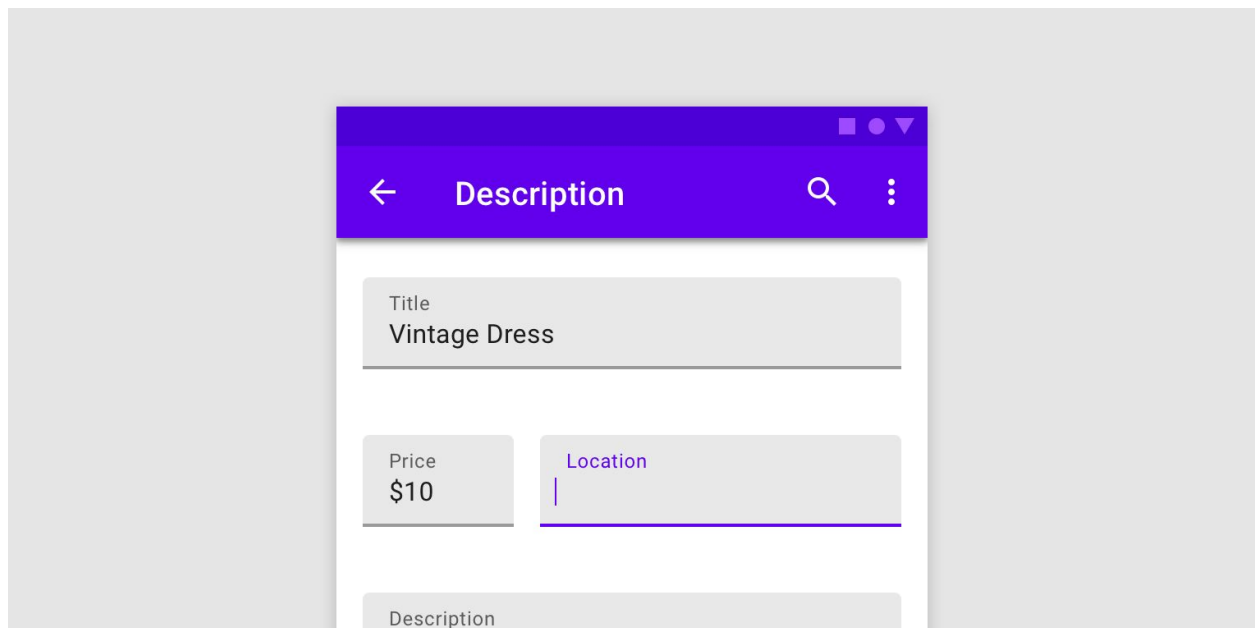 Description
Title
Vintage Dress
Price
$10
Location
Description